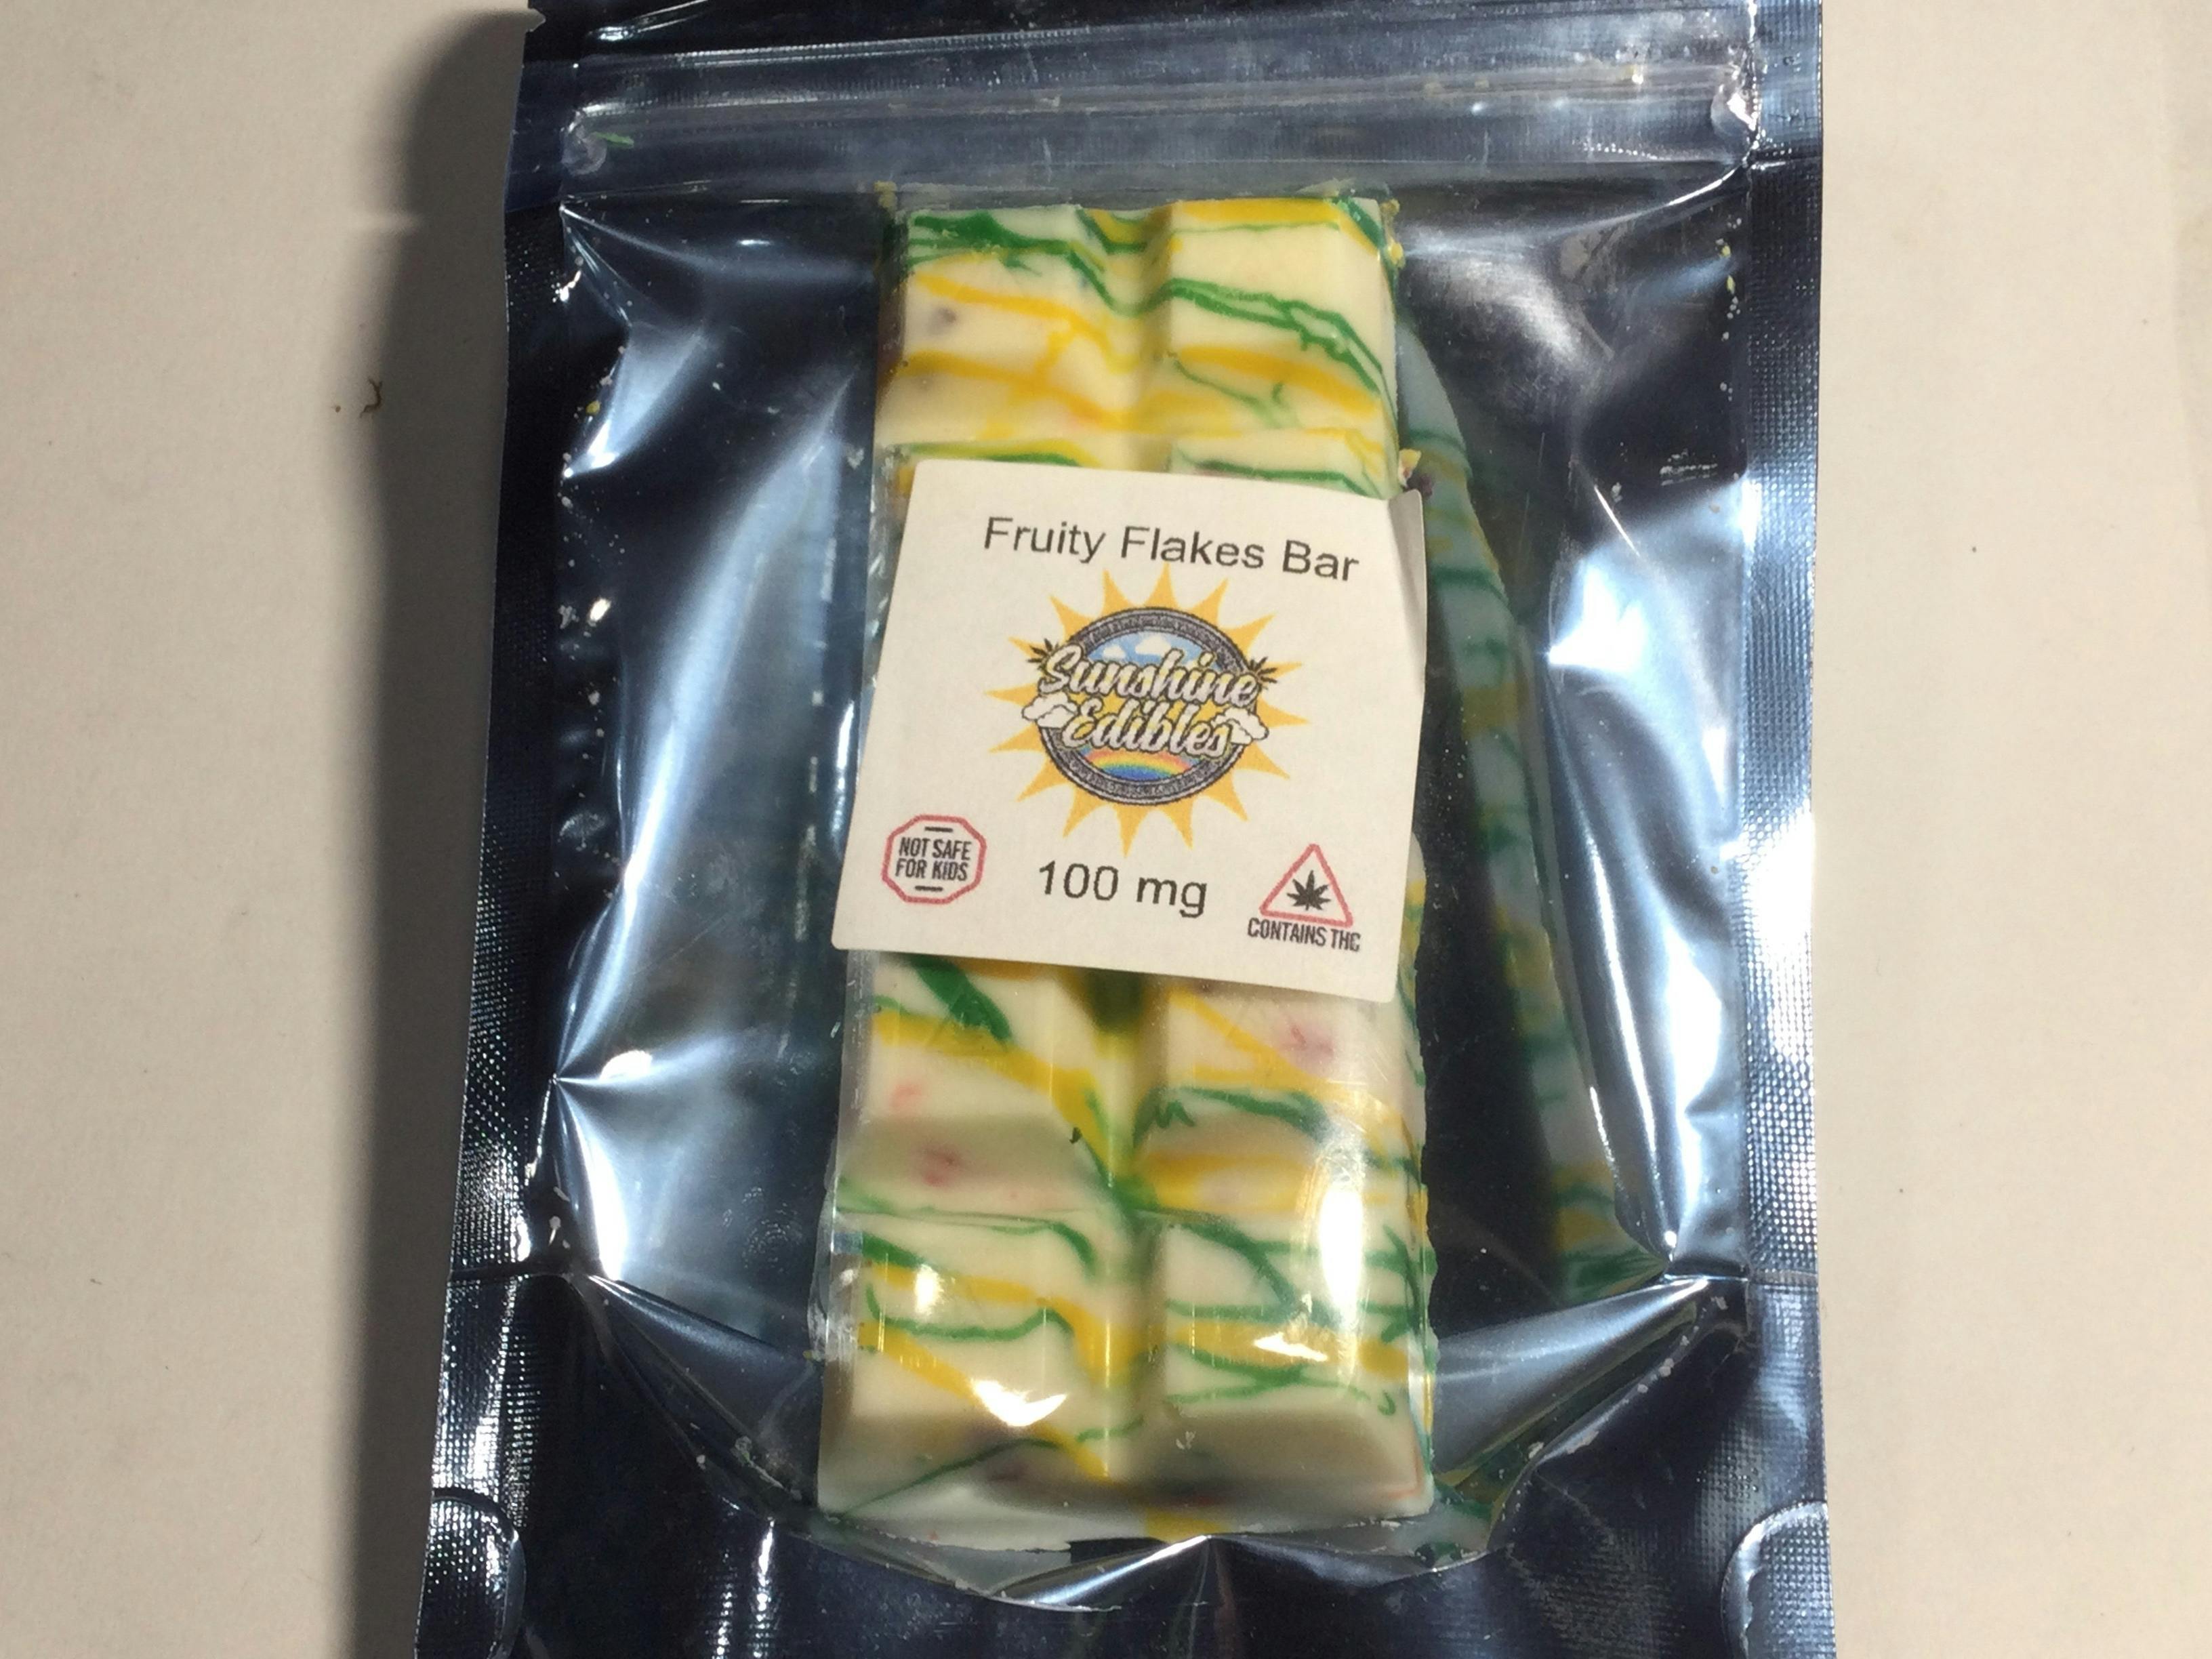 Fruity Flakes Bar
Sunshine
Edibles
NOT SAFE
FOR KIDS
100 mg
CONTAINS THC